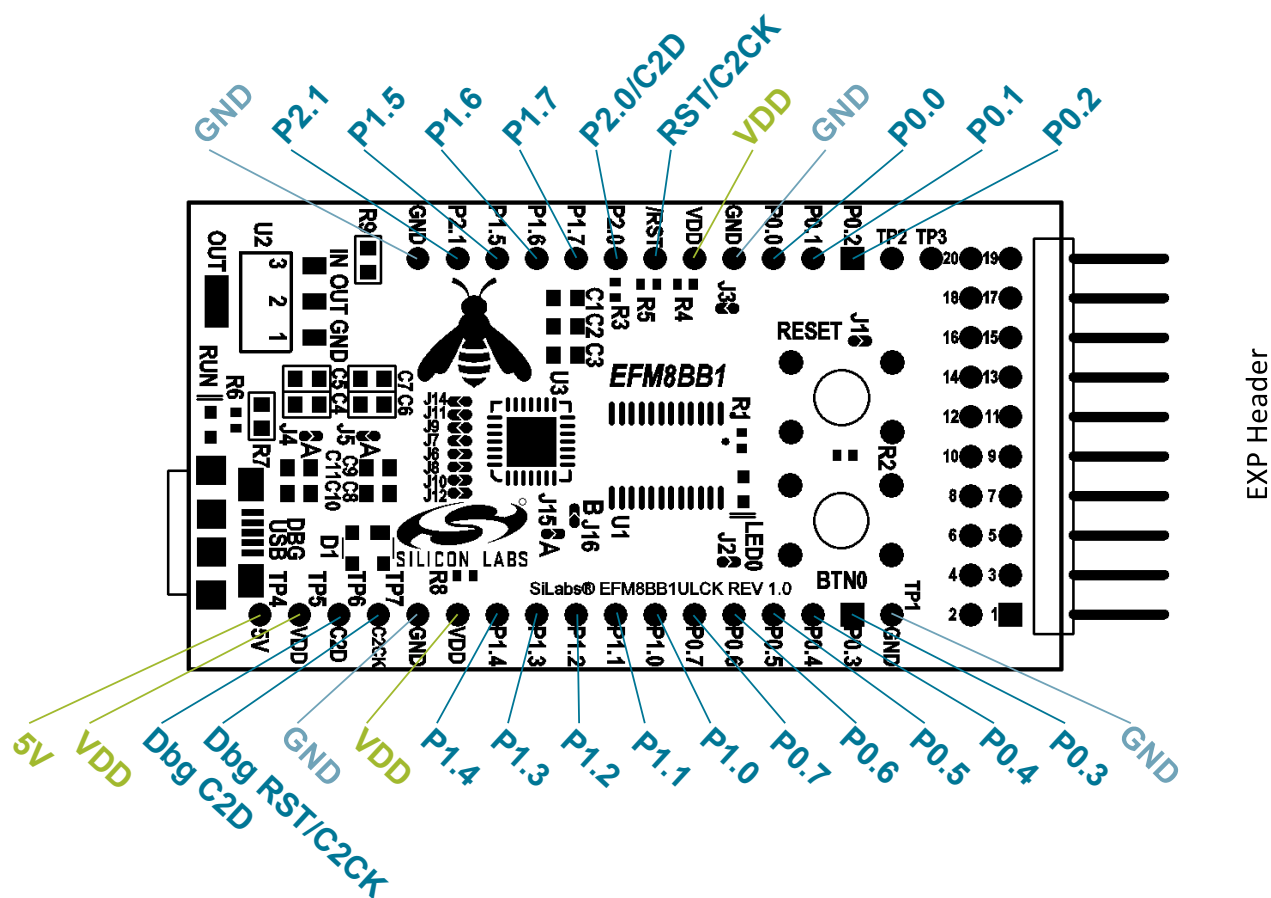 GND
P2.1
P1.5
P1.6
P1.7
P2.0/C2D
RST/C2CK
VDD
GND
P0.0
P0.1
P0.2
R9
GND
P2.1
P1.5
P1.6
P1.7
P2.0
/RST
VDD
GND
P0.0
P0.1
P0.2
TP2
TP3
20
19
U2
OUT
3
2
1
IN
OUT
GND
C1
C2
C3
R3
R5
R4
J3
RESET
J1
18
17
16
15
RUN
R6
C5
C4
C7
C6
U3
EFM8BB1
14
13
J14
J11
J9
J7
J6
J8
J10
J12
R1
12
11
R7
J4
A
J5
A
R2
10
9
C11
C10
C9
C8
8
7
J15
A
B
J16
U1
LED0
J2
6
5
DBG
USB
D1
SILICON LABS
R8
SiLabs® EFM8BB1ULCK REV 1.0
BTN0
4
3
TP4
TP5
TP6
TP7
TP1
2
1
5V
VDD
C2D
C2CK
GND
VDD
P1.4
P1.3
P1.2
P1.1
P1.0
P0.7
P0.6
P0.5
P0.4
P0.3
GND
5V
VDD
Dbg C2D
Dbg RST/C2CK
GND
VDD
P1.4
P1.3
P1.2
P1.1
P1.0
P0.7
P0.6
P0.5
P0.4
P0.3
GND
EXP Header